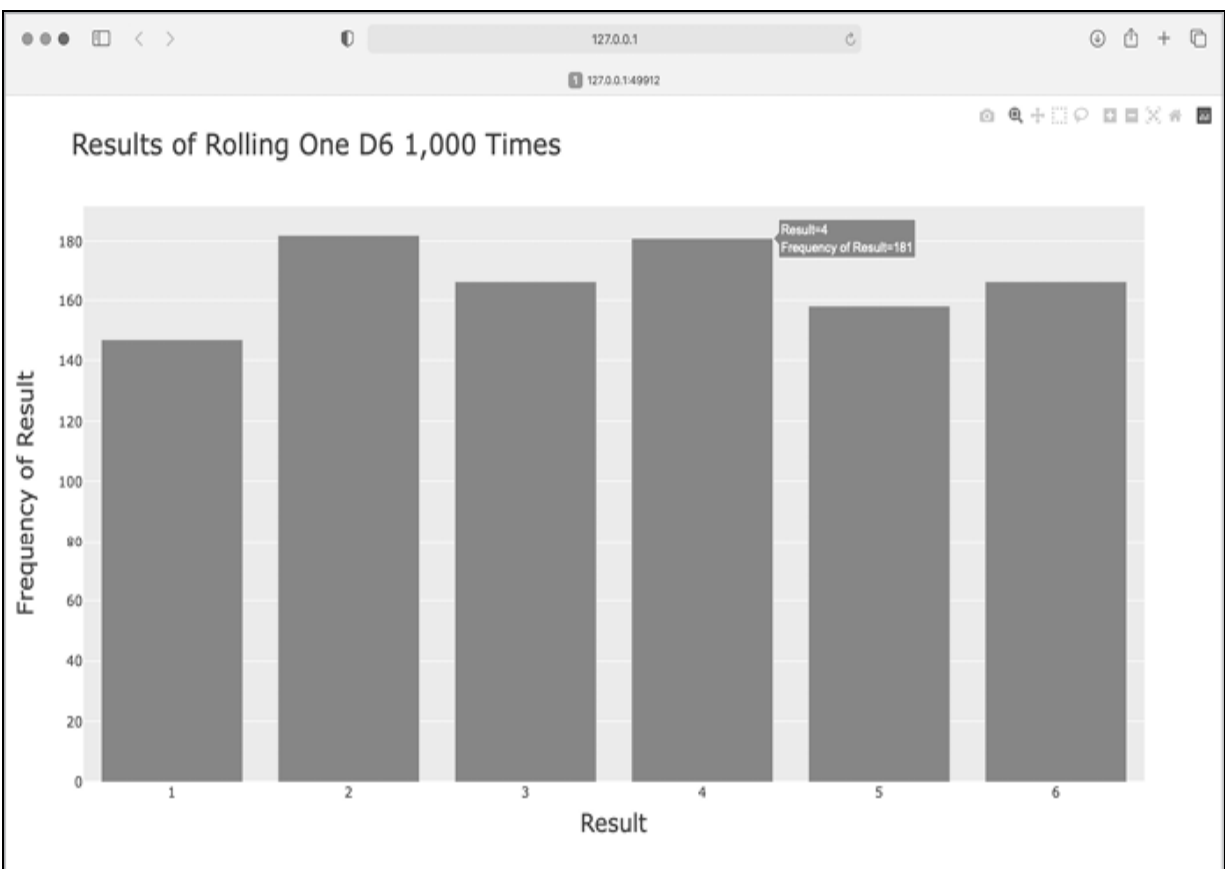 127.0.0.1
1 127.0.0.1:49912
Results of Rolling One D6 1,000 Times
Result=4
Frequency of Result=181
180
160
140
120
100
80
60
40
20
0
Frequency of Result
1 2 3 4 5 6
Result